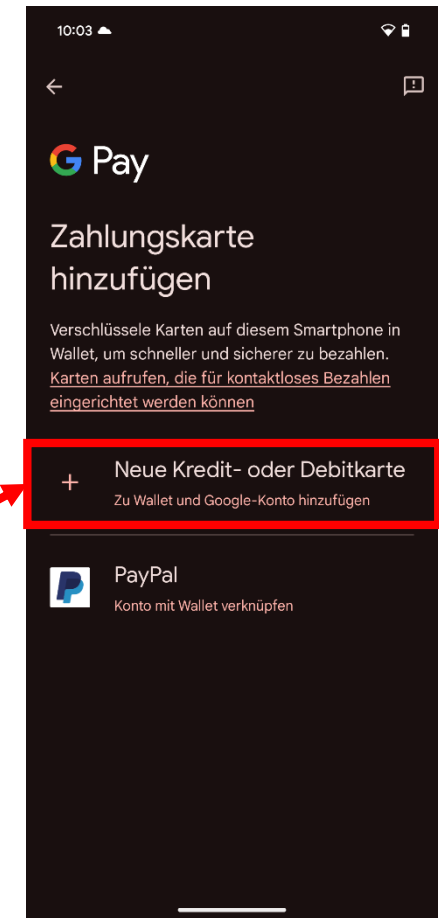 10:03
G Pay
Zahlungskarte
hinzufügen
Verschlüssele Karten auf diesem Smartphone in
Wallet, um schneller und sicherer zu bezahlen.
Karten aufrufen, die für kontaktloses Bezahlen
eingerichtet werden können
Neue Kredit- oder Debitkarte
Zu Wallet und Google-Konto hinzufügen
PayPal
Konto mit Wallet verknüpfen